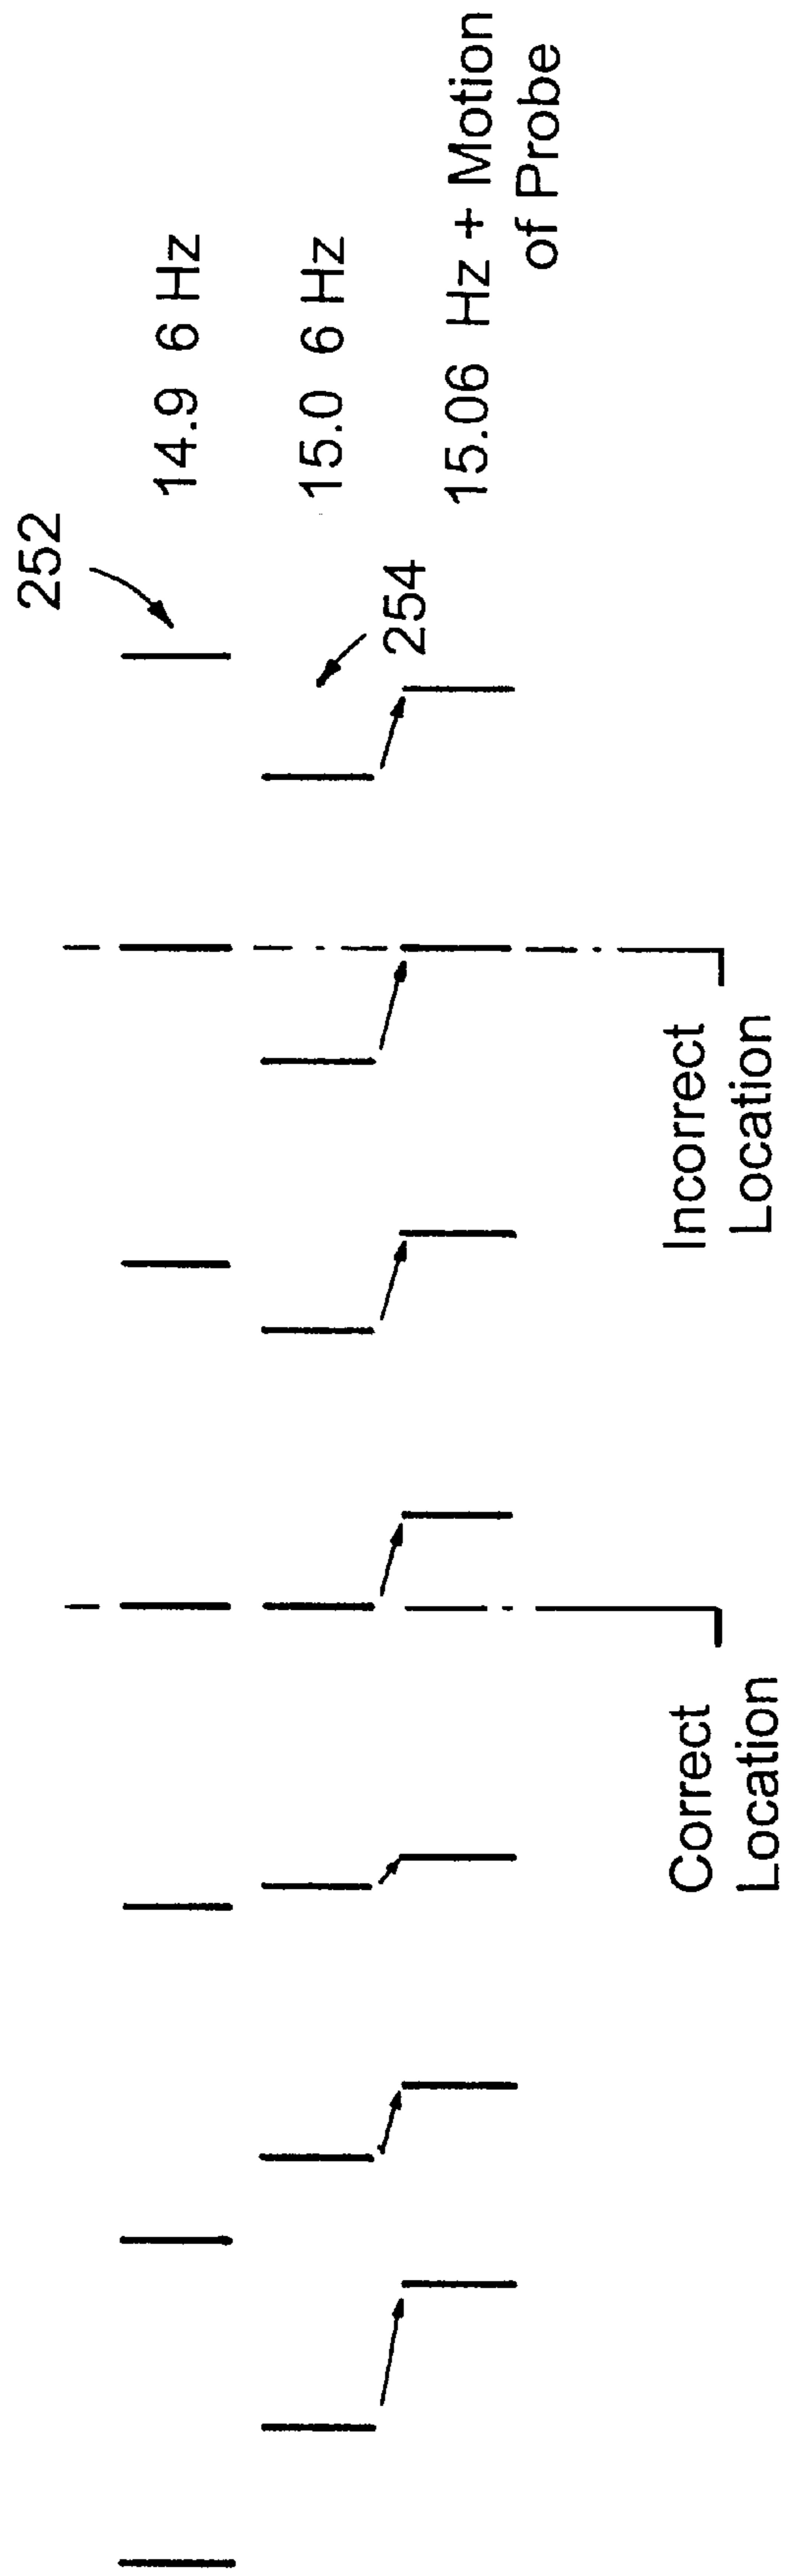 252
14.9 6 Hz
15.0 6 Hz
254
15.06 Hz + Motion
of Probe
Correct
Location
Incorrect
Location